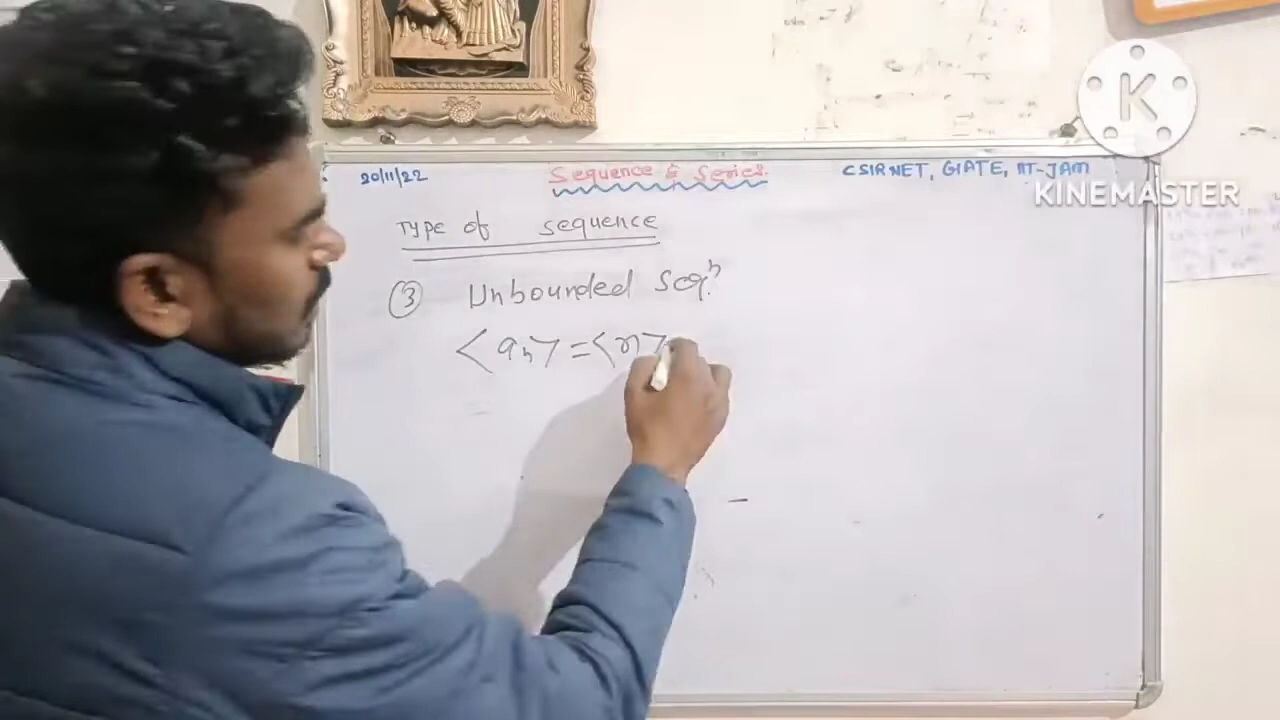 K
KINEMASTER
20/11/22 Sequence & Series. CSIR NET, GATE, IIT-JAM
Type of sequence
③ Unbounded Seqⁿ.
<aₙ> = <n>